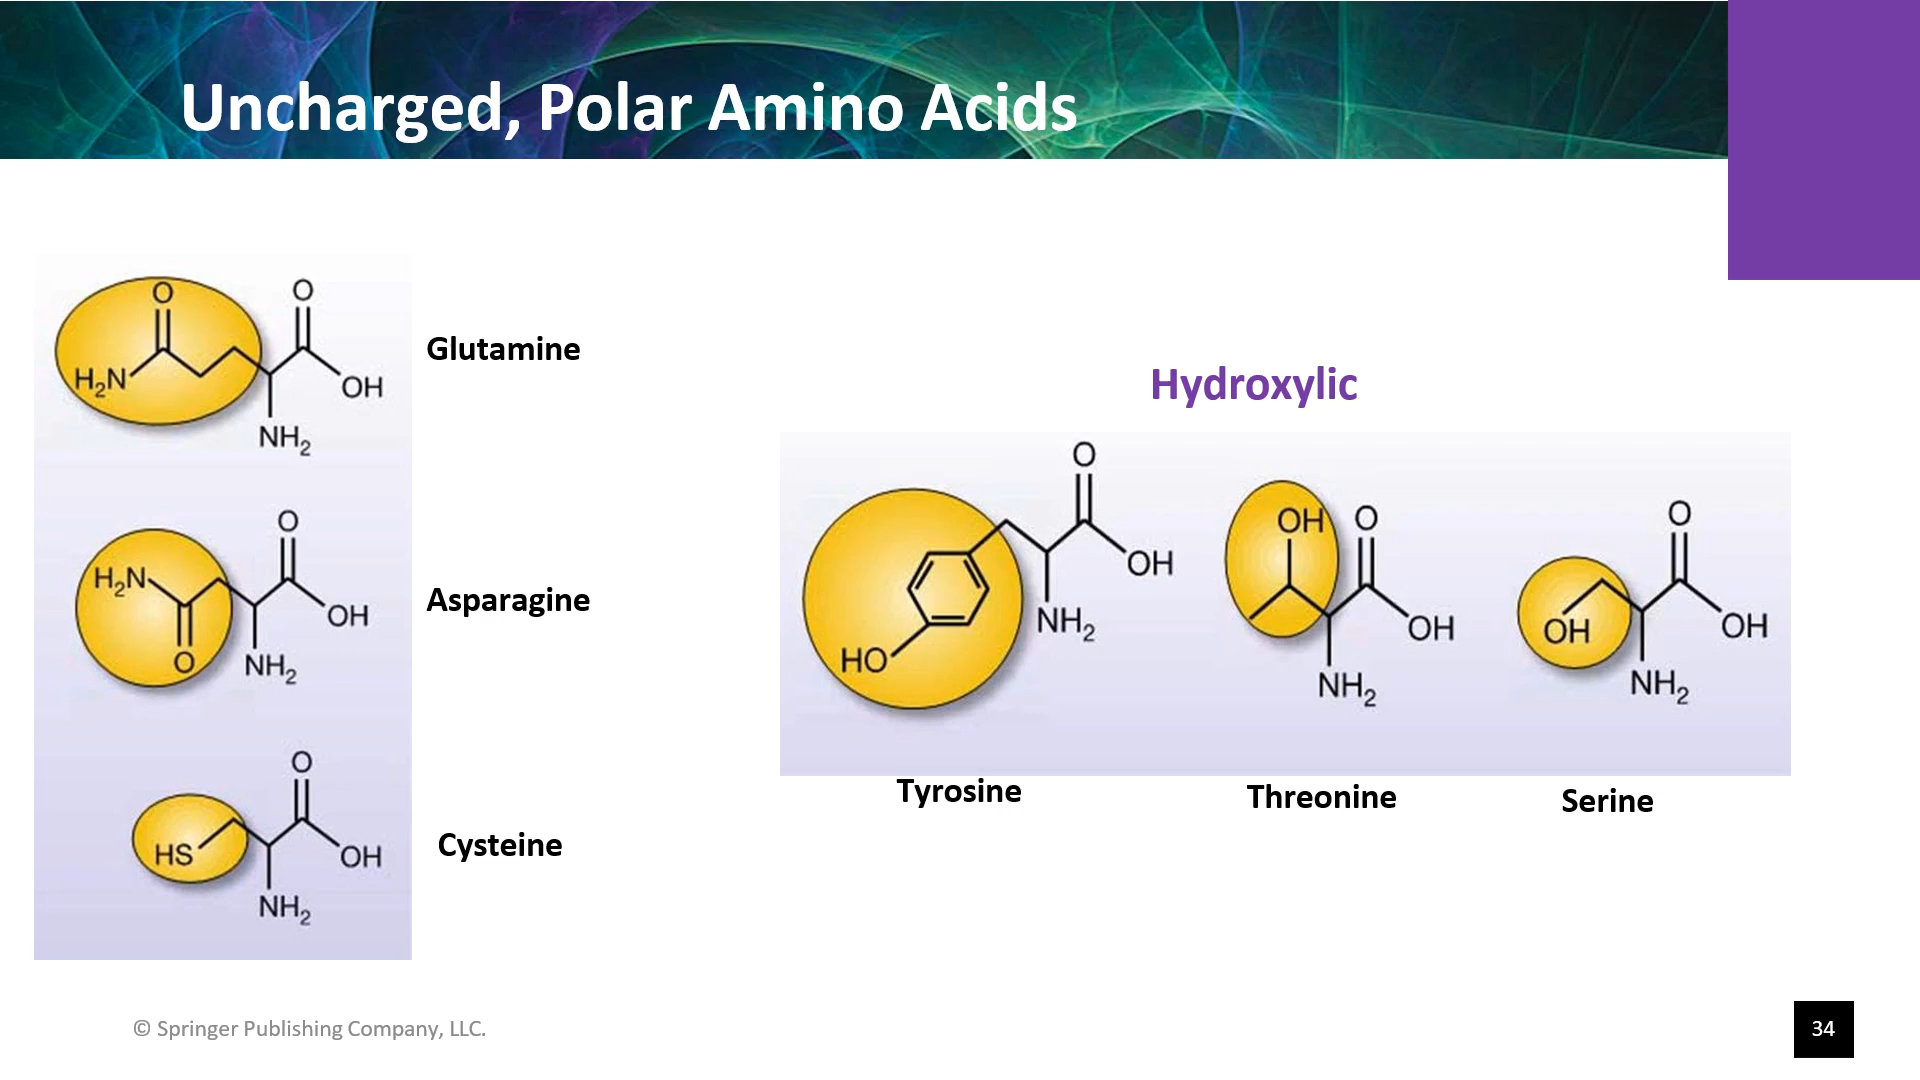 Uncharged, Polar Amino Acids
O
O
H₂N
OH
NH₂
Glutamine
O
H₂N
OH
O
NH₂
Asparagine
O
HS
OH
NH₂
Cysteine
Hydroxylic
O
OH
NH₂
HO
Tyrosine
OH
O
OH
NH₂
Threonine
O
OH
OH
NH₂
Serine
© Springer Publishing Company, LLC.
34